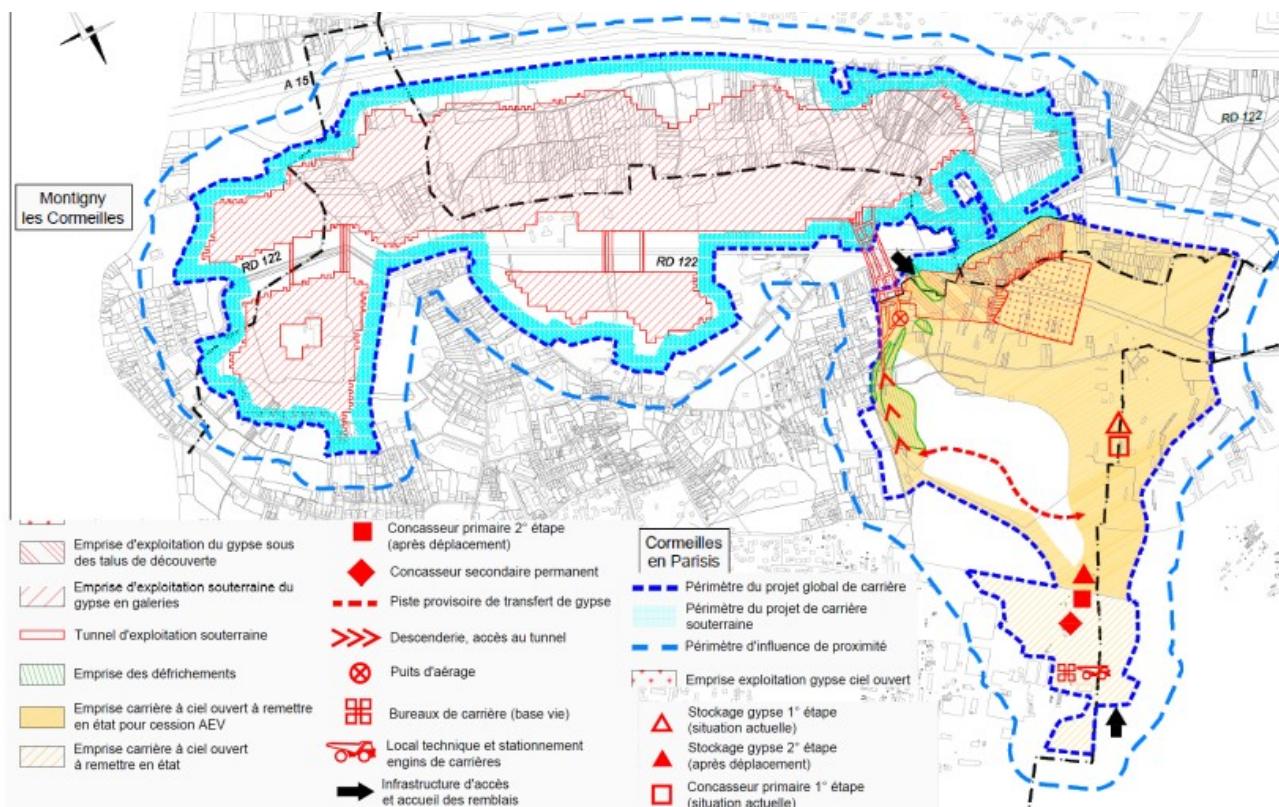 A 15
RD 122
Montigny
les Cormeilles
RD 122
RD 122
Emprise d'exploitation du gypse sous
des talus de découverte
Emprise d'exploitation souterraine du
gypse en galeries
Tunnel d'exploitation souterraine
Emprise des défrichements
Emprise carrière à ciel ouvert à remettre
en état pour cession AEV
Emprise carrière à ciel ouvert
à remettre en état
Concasseur primaire 2° étape
(après déplacement)
Concasseur secondaire permanent
Piste provisoire de transfert de gypse
Descenderie, accès au tunnel
Puits d'aérage
Bureaux de carrière (base vie)
Local technique et stationnement
engins de carrières
Infrastructure d'accès
et accueil des remblais
Cormeilles
en Parisis
Périmètre du projet global de carrière
Périmètre du projet de carrière
souterraine
Périmètre d'influence de proximité
Emprise exploitation gypse ciel ouvert
Stockage gypse 1° étape
(situation actuelle)
Stockage gypse 2° étape
(après déplacement)
Concasseur primaire 1° étape
(situation actuelle)